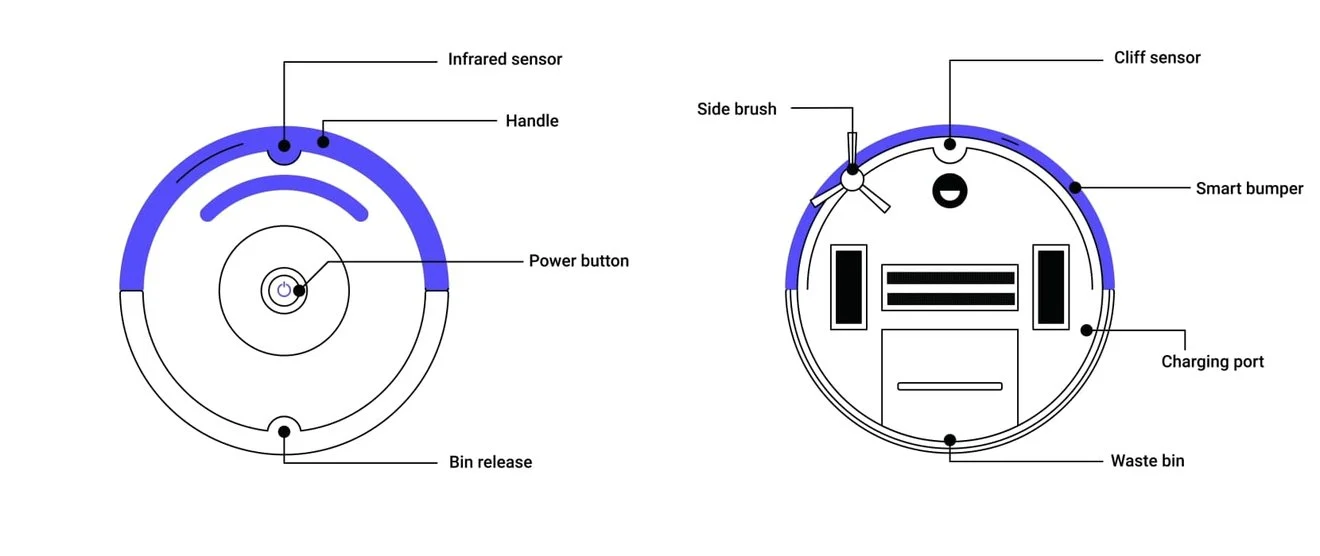 Infrared sensor
Handle
Power button
Bin release
Cliff sensor
Side brush
Smart bumper
Charging port
Waste bin